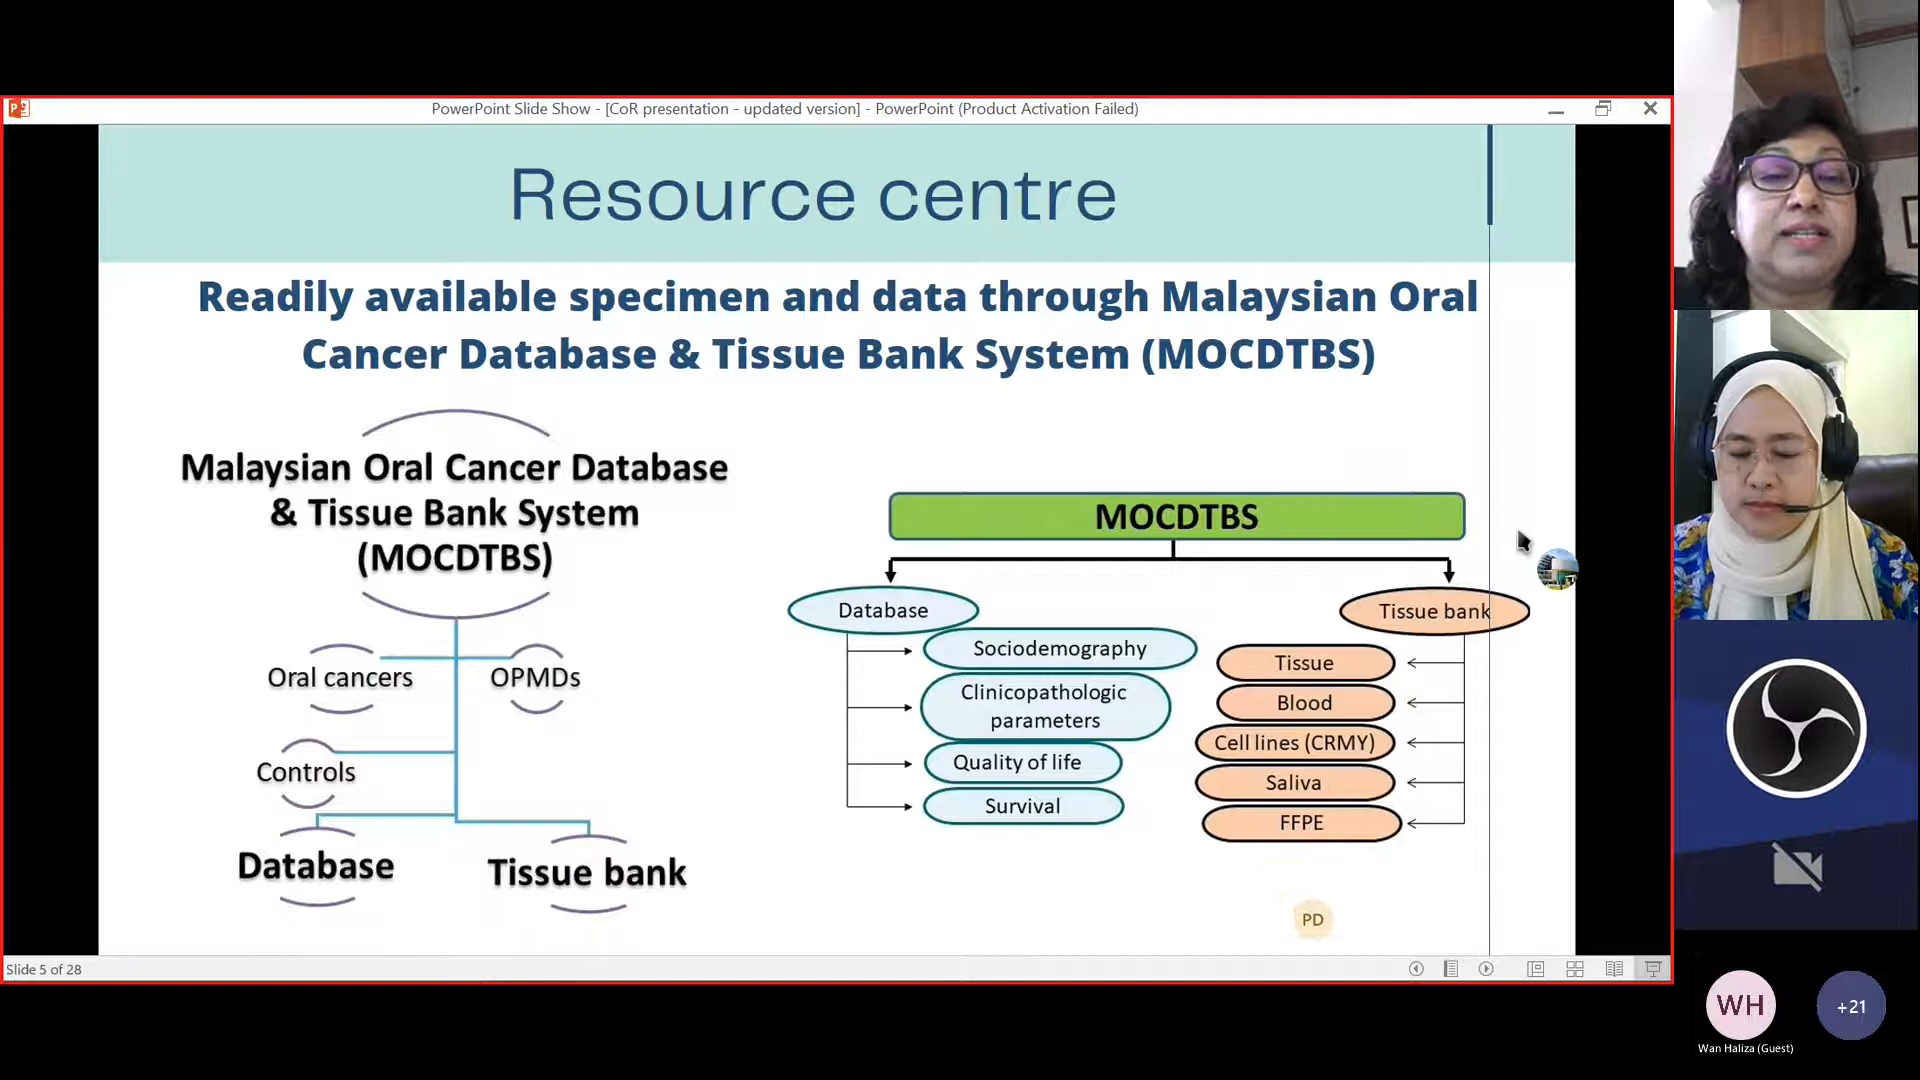 PowerPoint Slide Show - [CoR presentation - updated version] - PowerPoint (Product Activation Failed)
Resource centre
Readily available specimen and data through Malaysian Oral
Cancer Database & Tissue Bank System (MOCDTBS)
Malaysian Oral Cancer Database
& Tissue Bank System
(MOCDTBS)
Oral cancers
OPMDs
Controls
Database
Tissue bank
MOCDTBS
Database
Sociodemography
Clinicopathologic
parameters
Quality of life
Survival
Tissue bank
Tissue
Blood
Cell lines (CRMY)
Saliva
FFPE
PD
Slide 5 of 28
WH
+21
Wan Haliza (Guest)